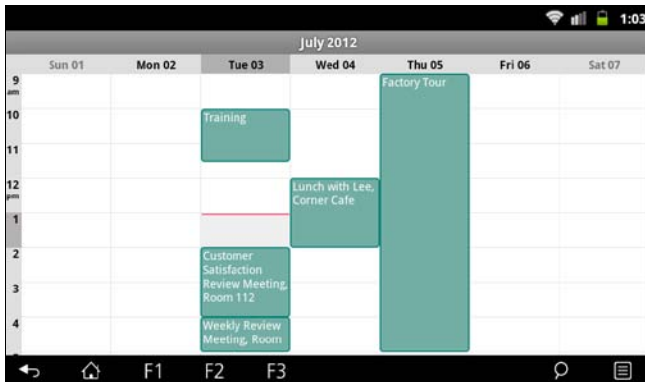 1:03
July 2012
Sun 01 Mon 02 Tue 03 Wed 04 Thu 05 Fri 06 Sat 07
9
am
10
11
12
pm
1
2
3
4
Factory Tour
Training
Lunch with Lee,
Corner Cafe
Customer
Satisfaction
Review Meeting,
Room 112
Weekly Review
Meeting, Room
F1 F2 F3